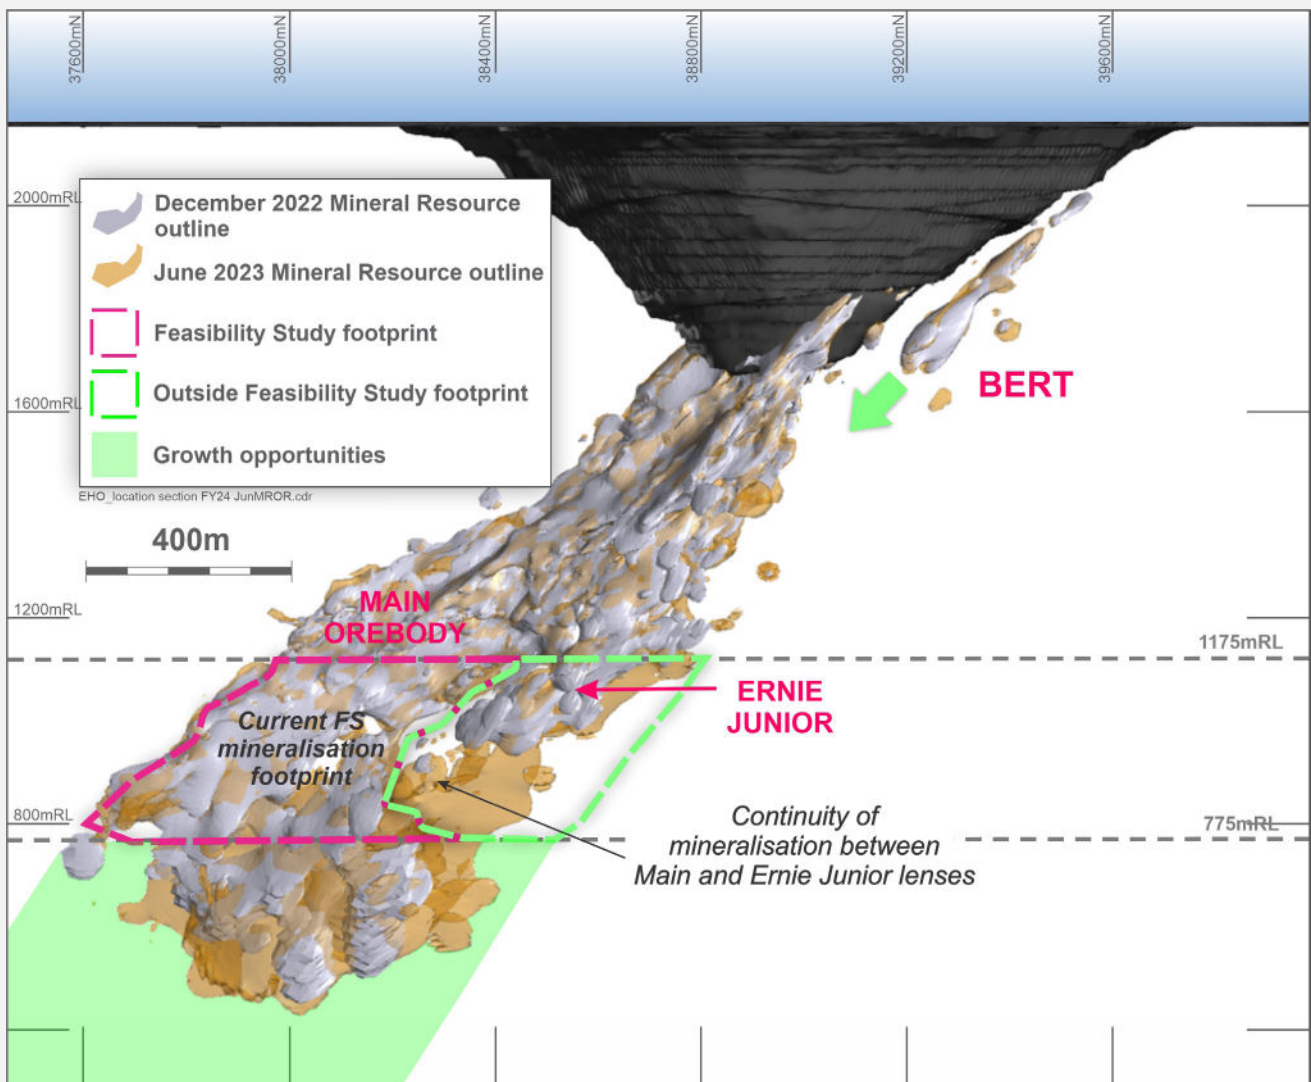 37600mN
38000mN
38400mN
38800mN
39200mN
39600mN
2000mRL
December 2022 Mineral Resource
outline
June 2023 Mineral Resource outline
Feasibility Study footprint
Outside Feasibility Study footprint
Growth opportunities
EHO_location section FY24 JunMROR.cdr
1600mRL
BERT
400m
1200mRL
MAIN
OREBODY
1175mRL
ERNIE
JUNIOR
Current FS
mineralisation
footprint
800mRL
775mRL
Continuity of
mineralisation between
Main and Ernie Junior lenses